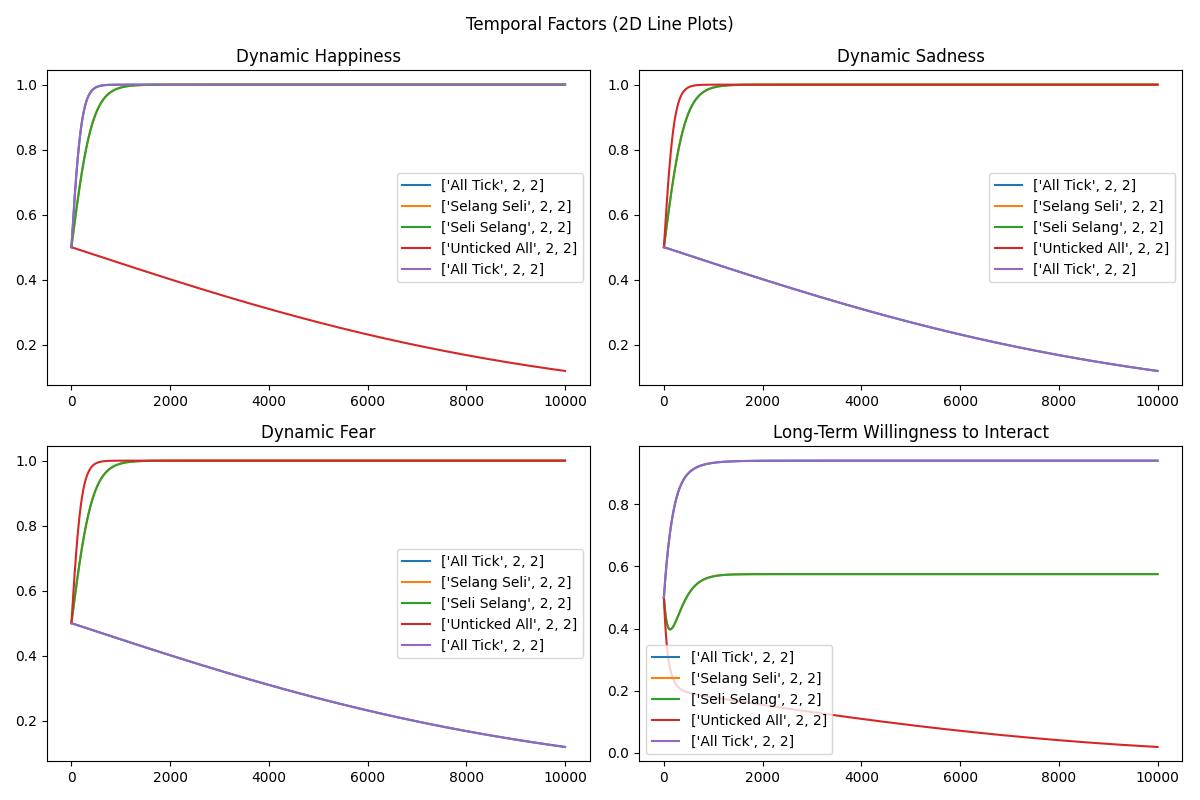 Temporal Factors (2D Line Plots)
Dynamic Happiness
1.0
0.8
0.6
0.4
0.2
['All Tick', 2, 2]
['Selang Seli', 2, 2]
['Seli Selang', 2, 2]
['Unticked All', 2, 2]
['All Tick', 2, 2]
0 2000 4000 6000 8000 10000
Dynamic Sadness
1.0
0.8
0.6
0.4
0.2
['All Tick', 2, 2]
['Selang Seli', 2, 2]
['Seli Selang', 2, 2]
['Unticked All', 2, 2]
['All Tick', 2, 2]
0 2000 4000 6000 8000 10000
Dynamic Fear
1.0
0.8
0.6
0.4
0.2
['All Tick', 2, 2]
['Selang Seli', 2, 2]
['Seli Selang', 2, 2]
['Unticked All', 2, 2]
['All Tick', 2, 2]
0 2000 4000 6000 8000 10000
Long-Term Willingness to Interact
0.8
0.6
0.4
0.2
0.0
['All Tick', 2, 2]
['Selang Seli', 2, 2]
['Seli Selang', 2, 2]
['Unticked All', 2, 2]
['All Tick', 2, 2]
0 2000 4000 6000 8000 10000